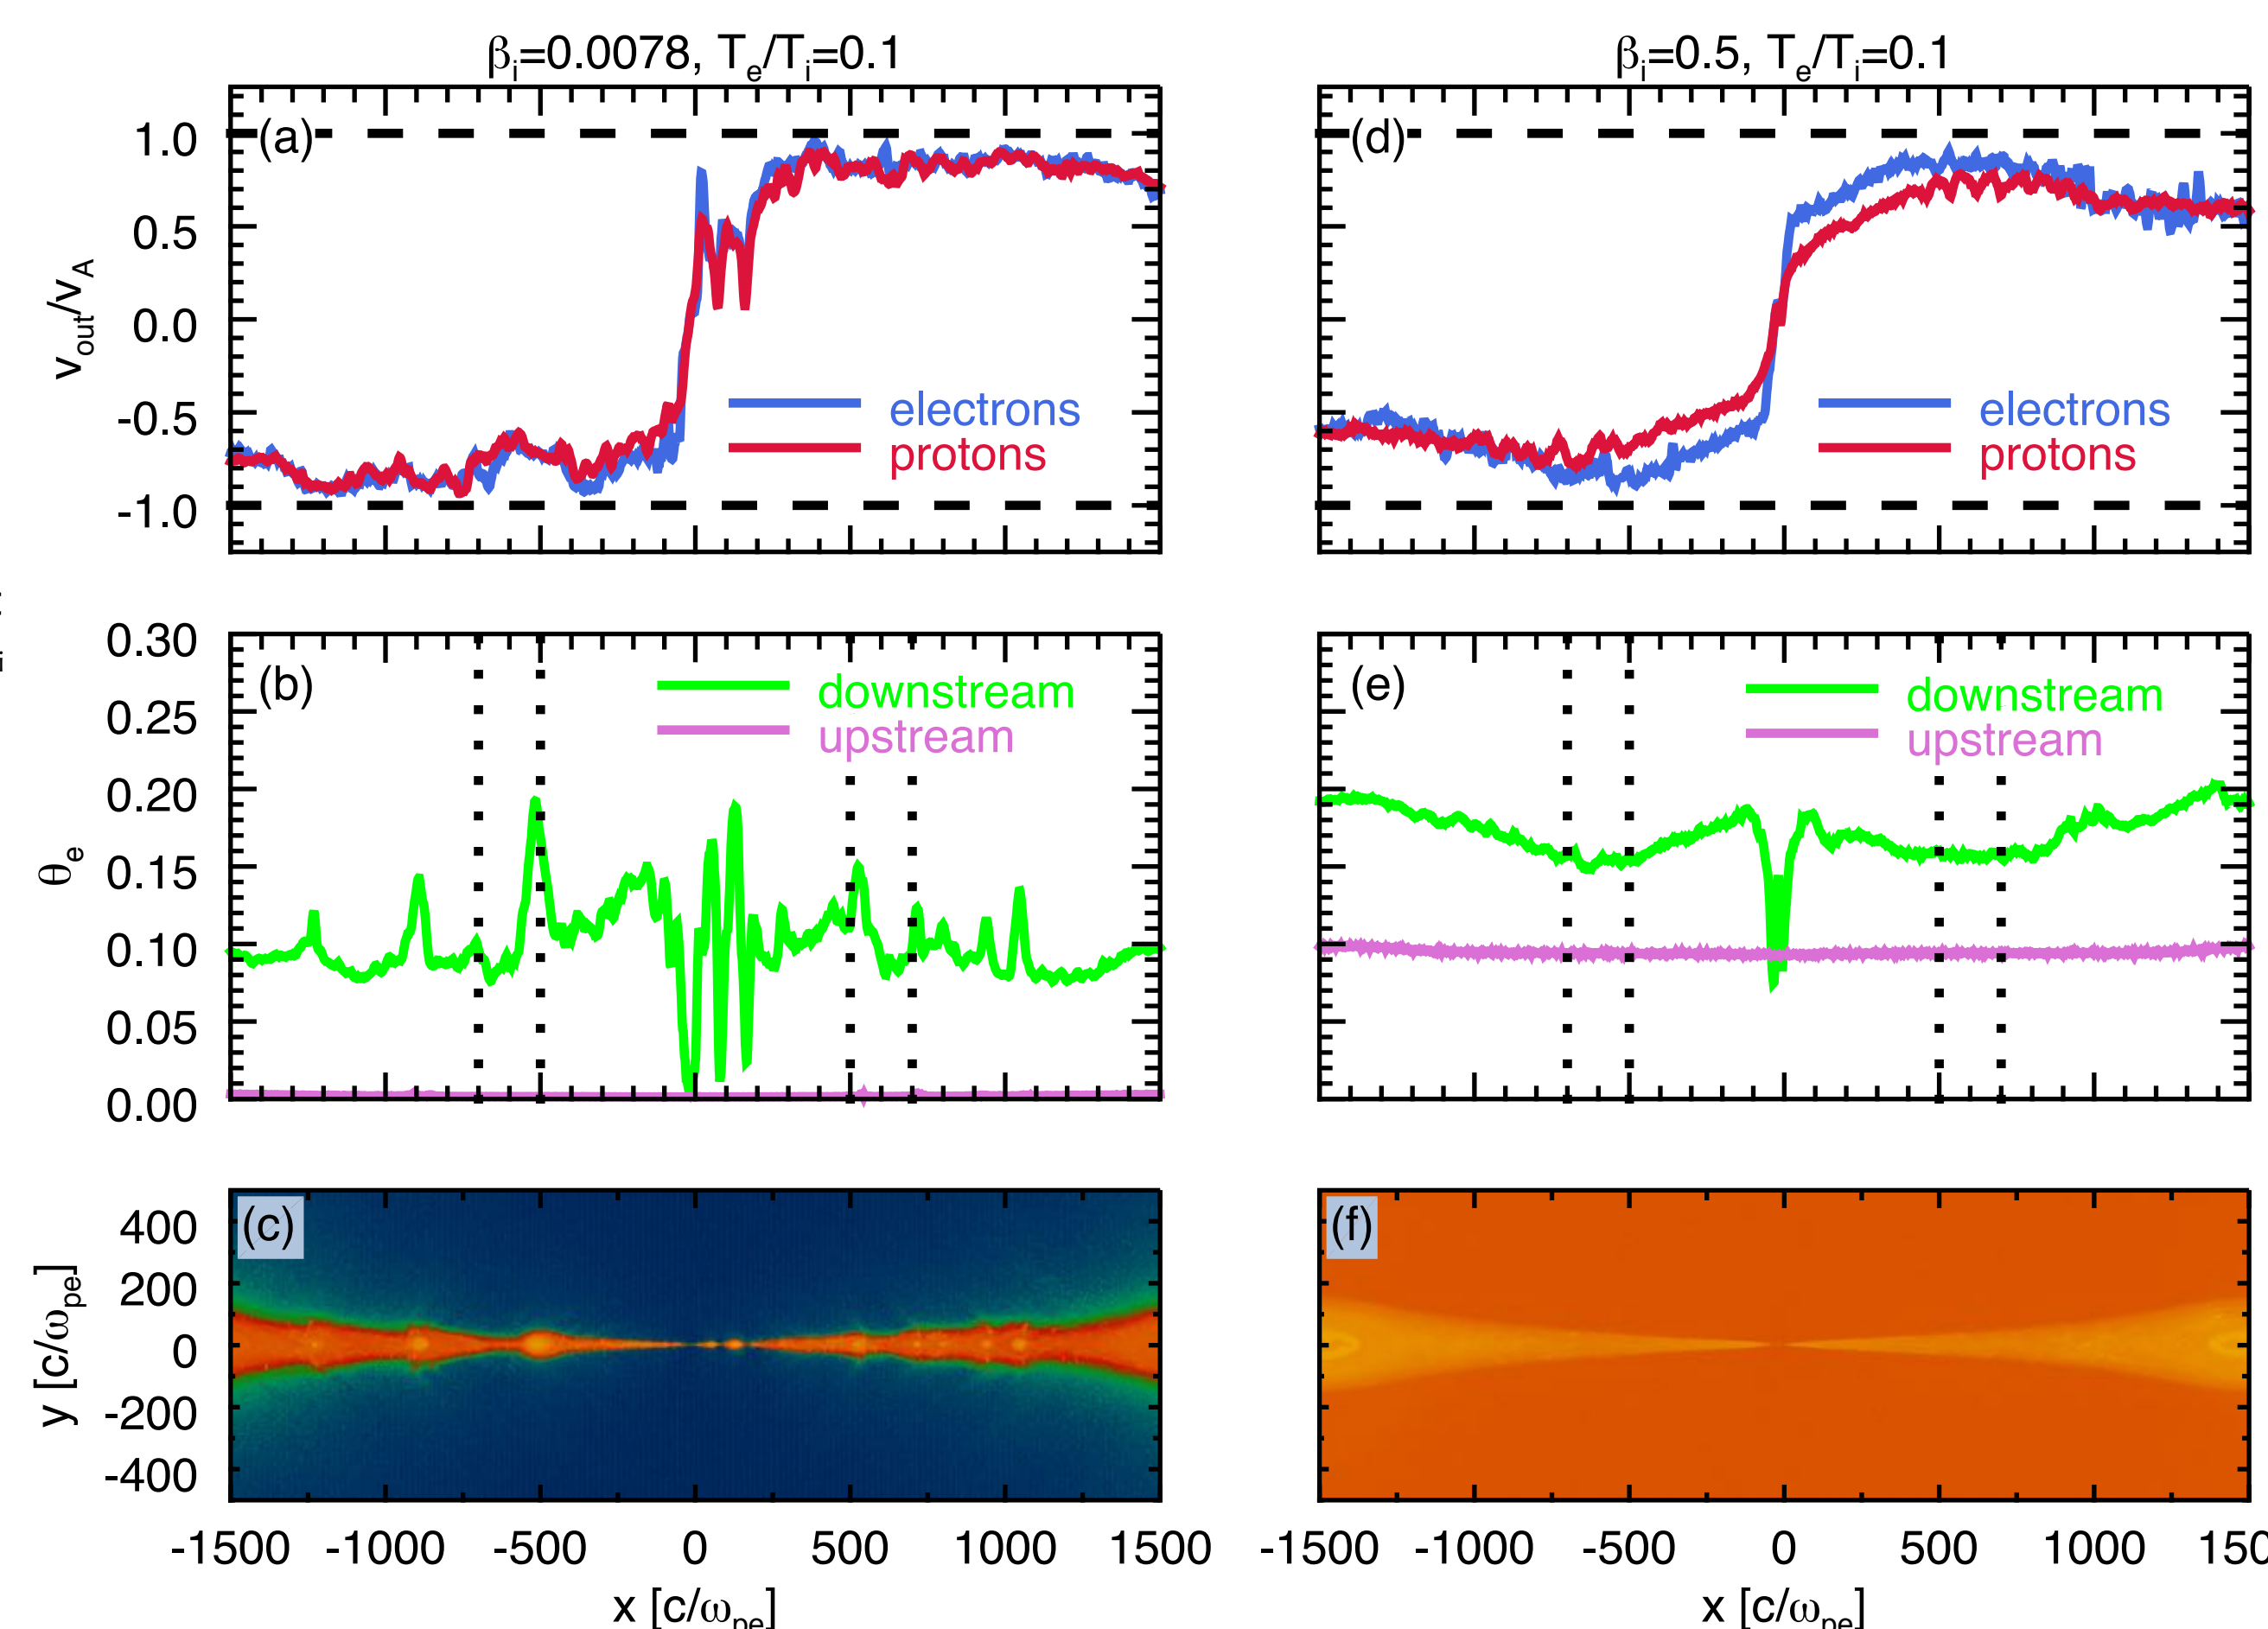 βi=0.0078, Te/Ti=0.1
βi=0.5, Te/Ti=0.1
(a)
1.0
0.5
0.0
-0.5
-1.0
vout/vA
electrons
protons
(d)
electrons
protons
(b)
0.30
0.25
0.20
0.15
0.10
0.05
0.00
θe
downstream
upstream
(e)
downstream
upstream
(c)
400
200
0
-200
-400
y [c/ωpe]
(f)
-1500 -1000 -500 0 500 1000 1500
x [c/ωpe]
-1500 -1000 -500 0 500 1000 150
x [c/ωpe]